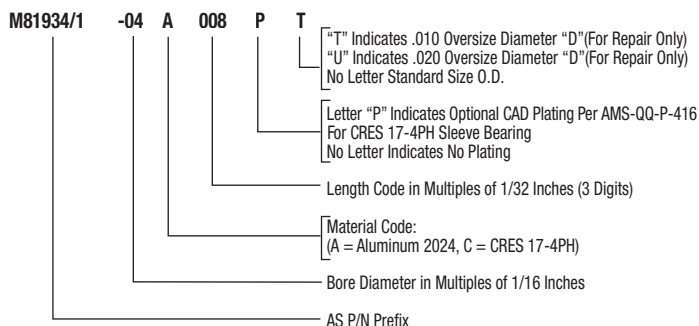 M81934/1 -04 A 008 P T
“T” Indicates .010 Oversize Diameter “D”(For Repair Only)
“U” Indicates .020 Oversize Diameter “D”(For Repair Only)
No Letter Standard Size O.D.
Letter “P” Indicates Optional CAD Plating Per AMS-QQ-P-416
For CRES 17-4PH Sleeve Bearing
No Letter Indicates No Plating
Length Code in Multiples of 1/32 Inches (3 Digits)
Material Code:
(A = Aluminum 2024, C = CRES 17-4PH)
Bore Diameter in Multiples of 1/16 Inches
AS P/N Prefix